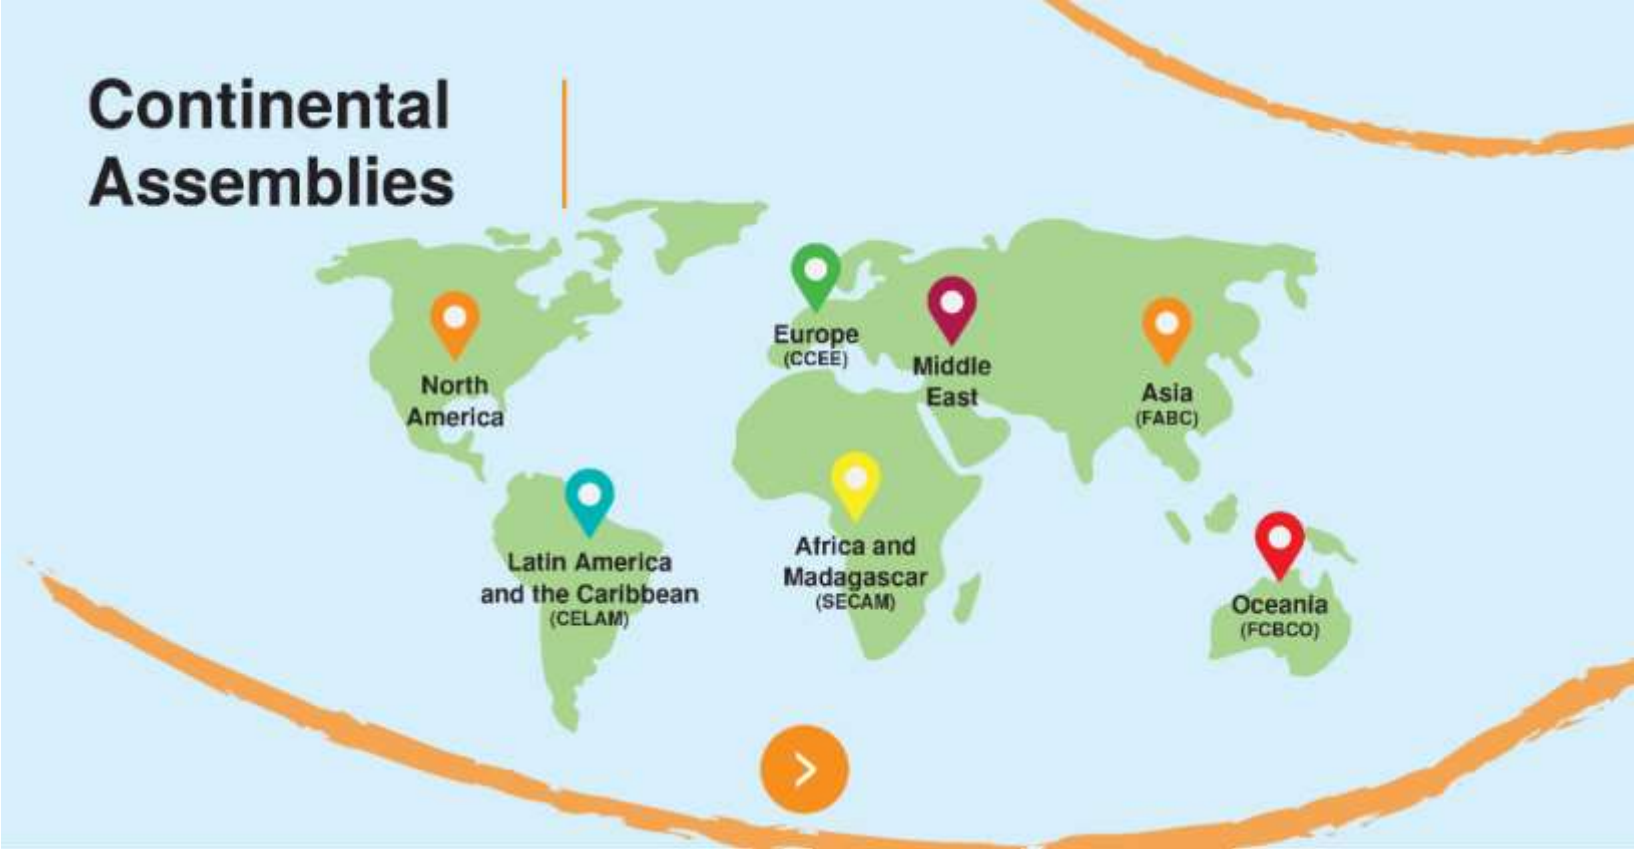 Continental
Assemblies
Europe
(CCEE)
Middle
East
North
America
Asia
(FABC)
Latin America
and the Caribbean
(CELAM)
Africa and
Madagascar
(SECAM)
Oceania
(FCBCO)